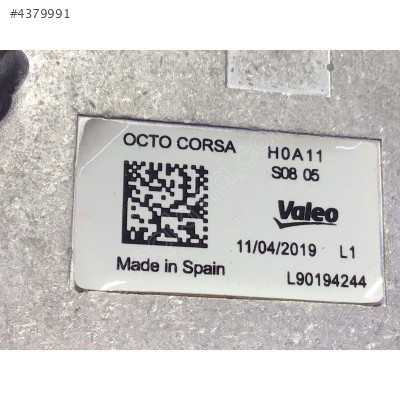 #4379991
OCTO CORSA H0A11
S08 05
Valeo
11/04/2019 L1
Made in Spain
L90194244